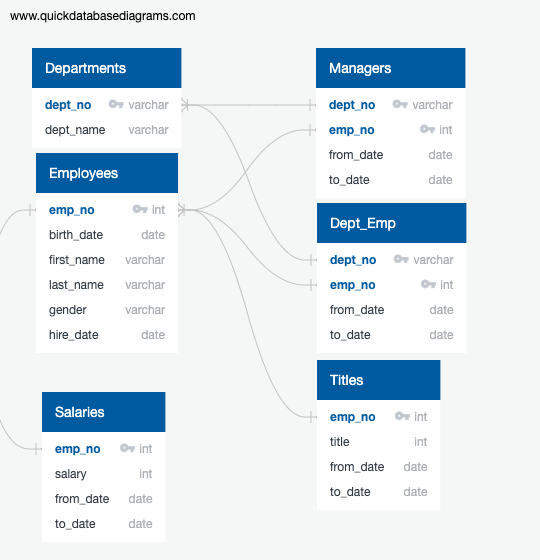 www.quickdatabasediagrams.com
Departments
dept_no varchar
dept_name varchar
Employees
emp_no int
birth_date date
first_name varchar
last_name varchar
gender varchar
hire_date date
Salaries
emp_no int
salary int
from_date date
to_date date
Managers
dept_no varchar
emp_no int
from_date date
to_date date
Dept_Emp
dept_no varchar
emp_no int
from_date date
to_date date
Titles
emp_no int
title int
from_date date
to_date date